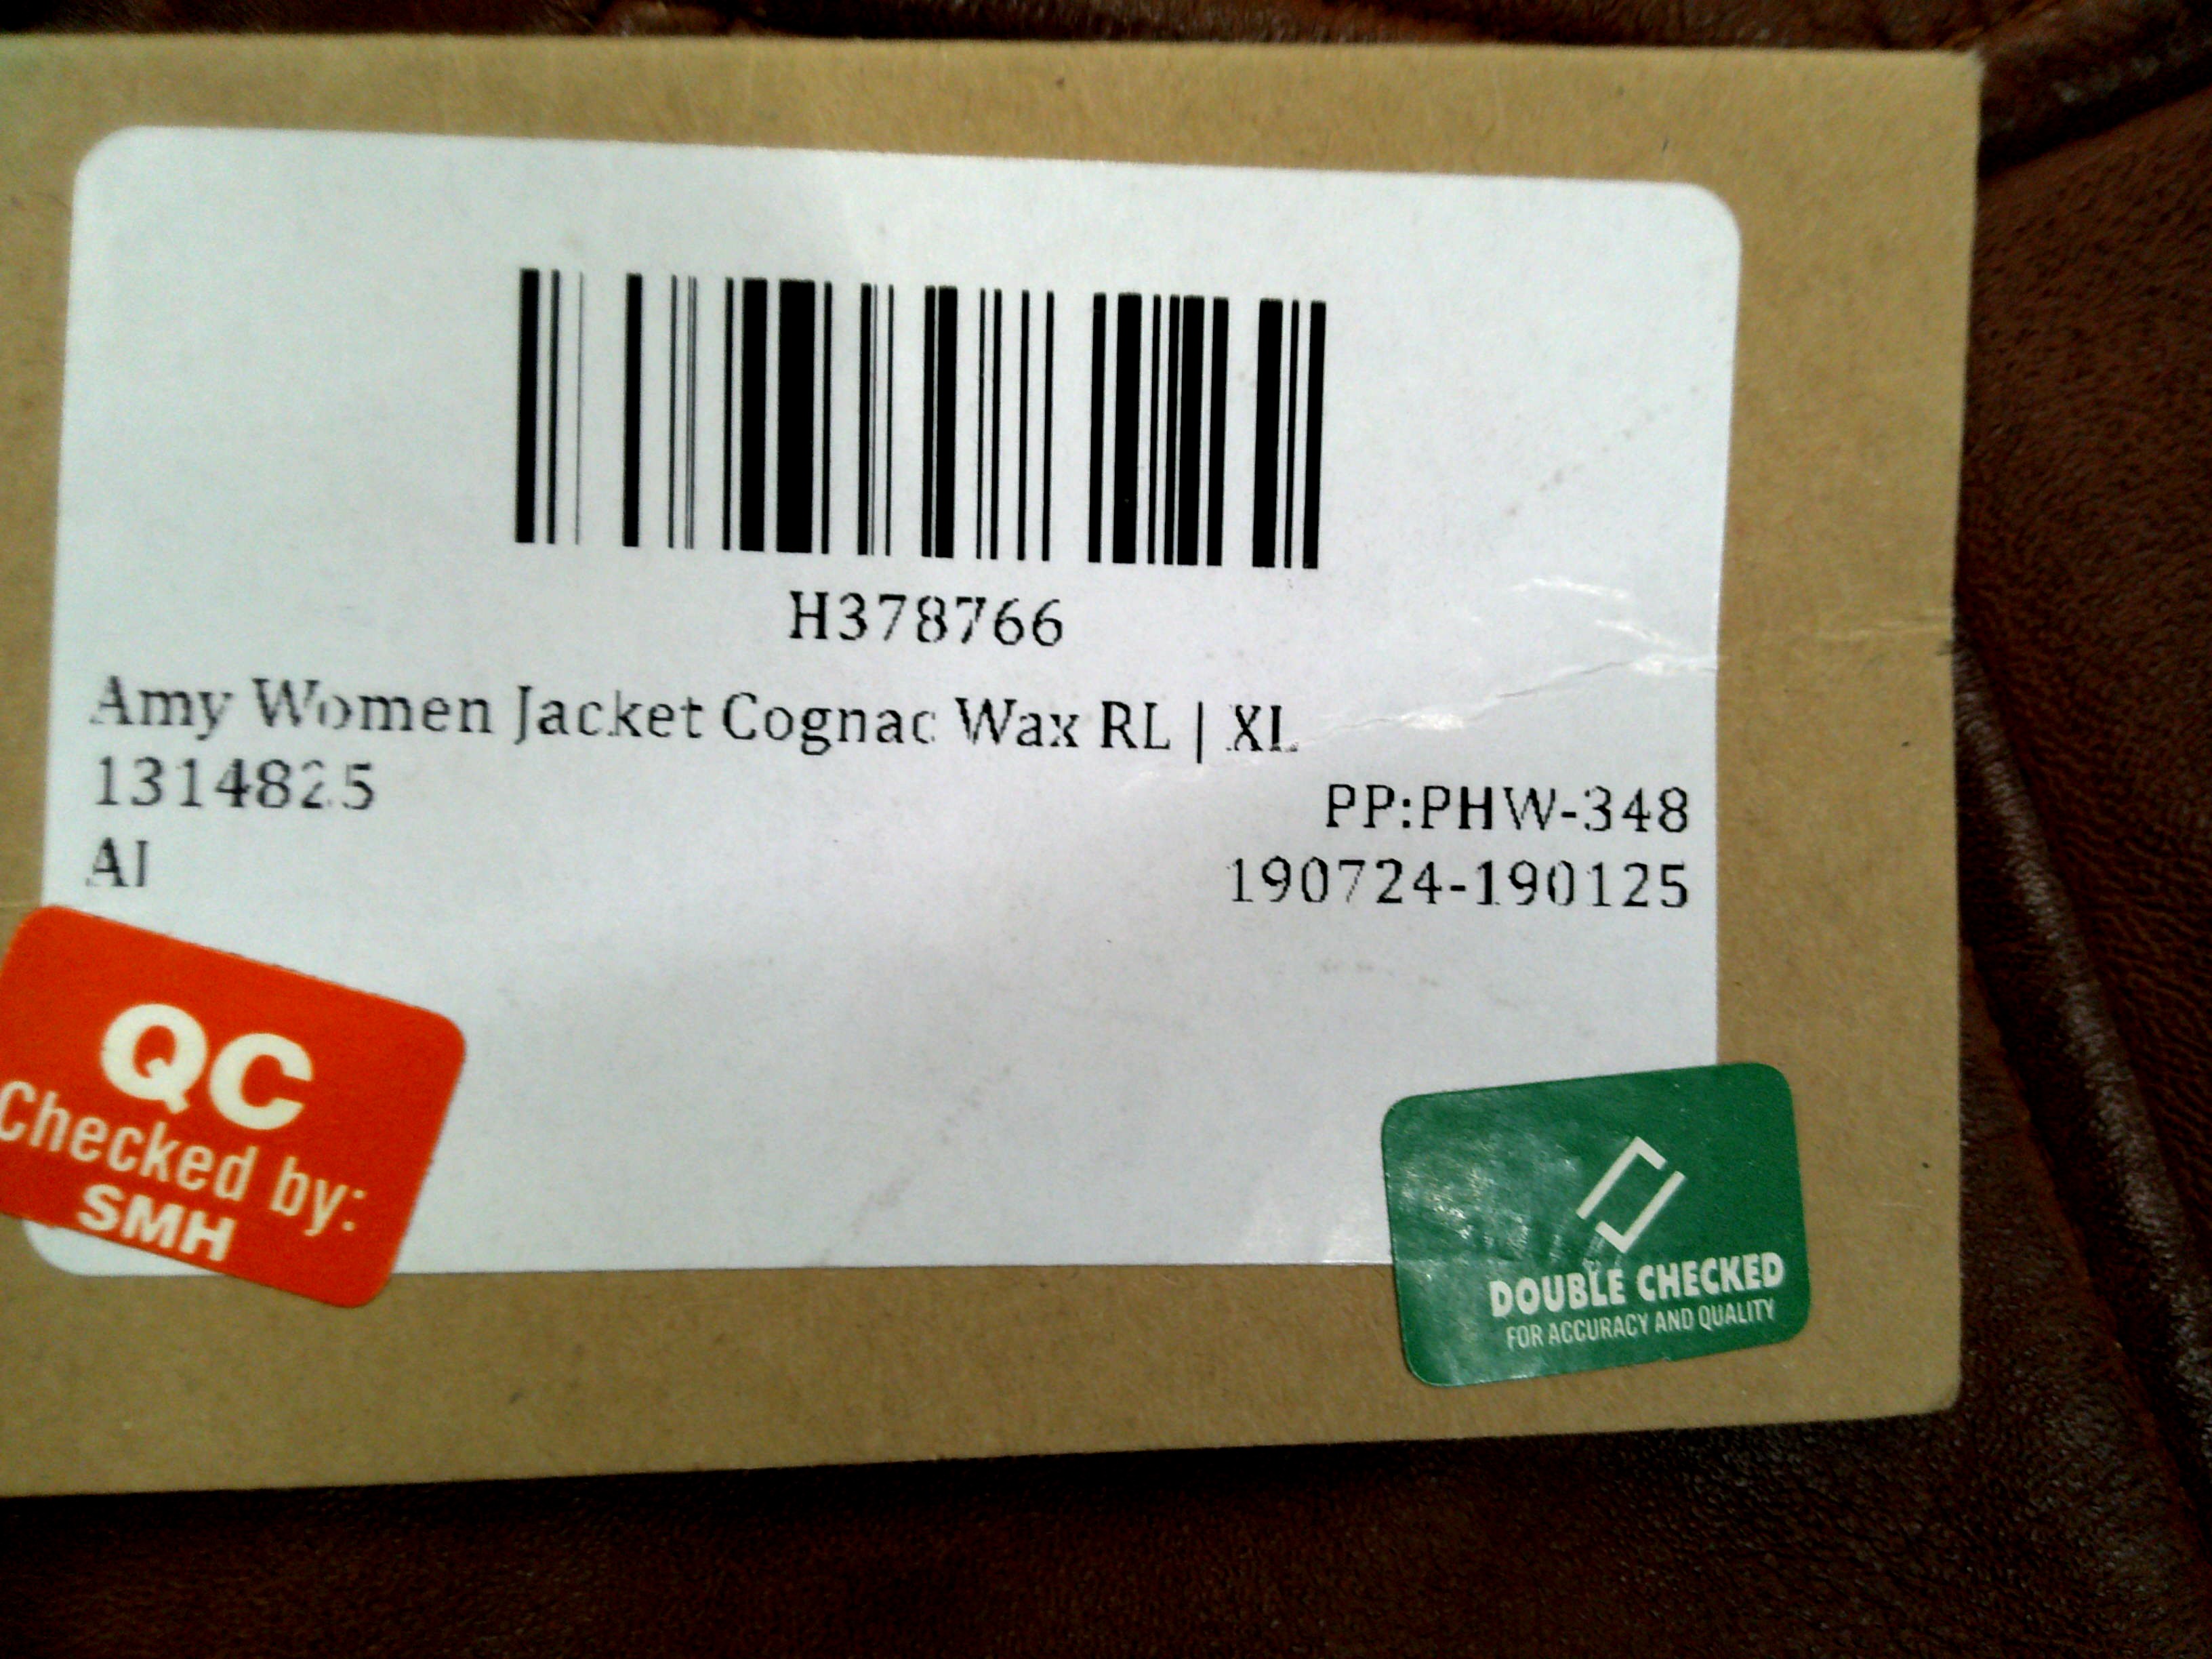 H378766
Amy Women Jacket Cognac Wax RL | XL
1314825
PP:PHW-348
AI
190724-190125
QC
Checked by:
SMH
DOUBLE CHECKED
FOR ACCURACY AND QUALITY